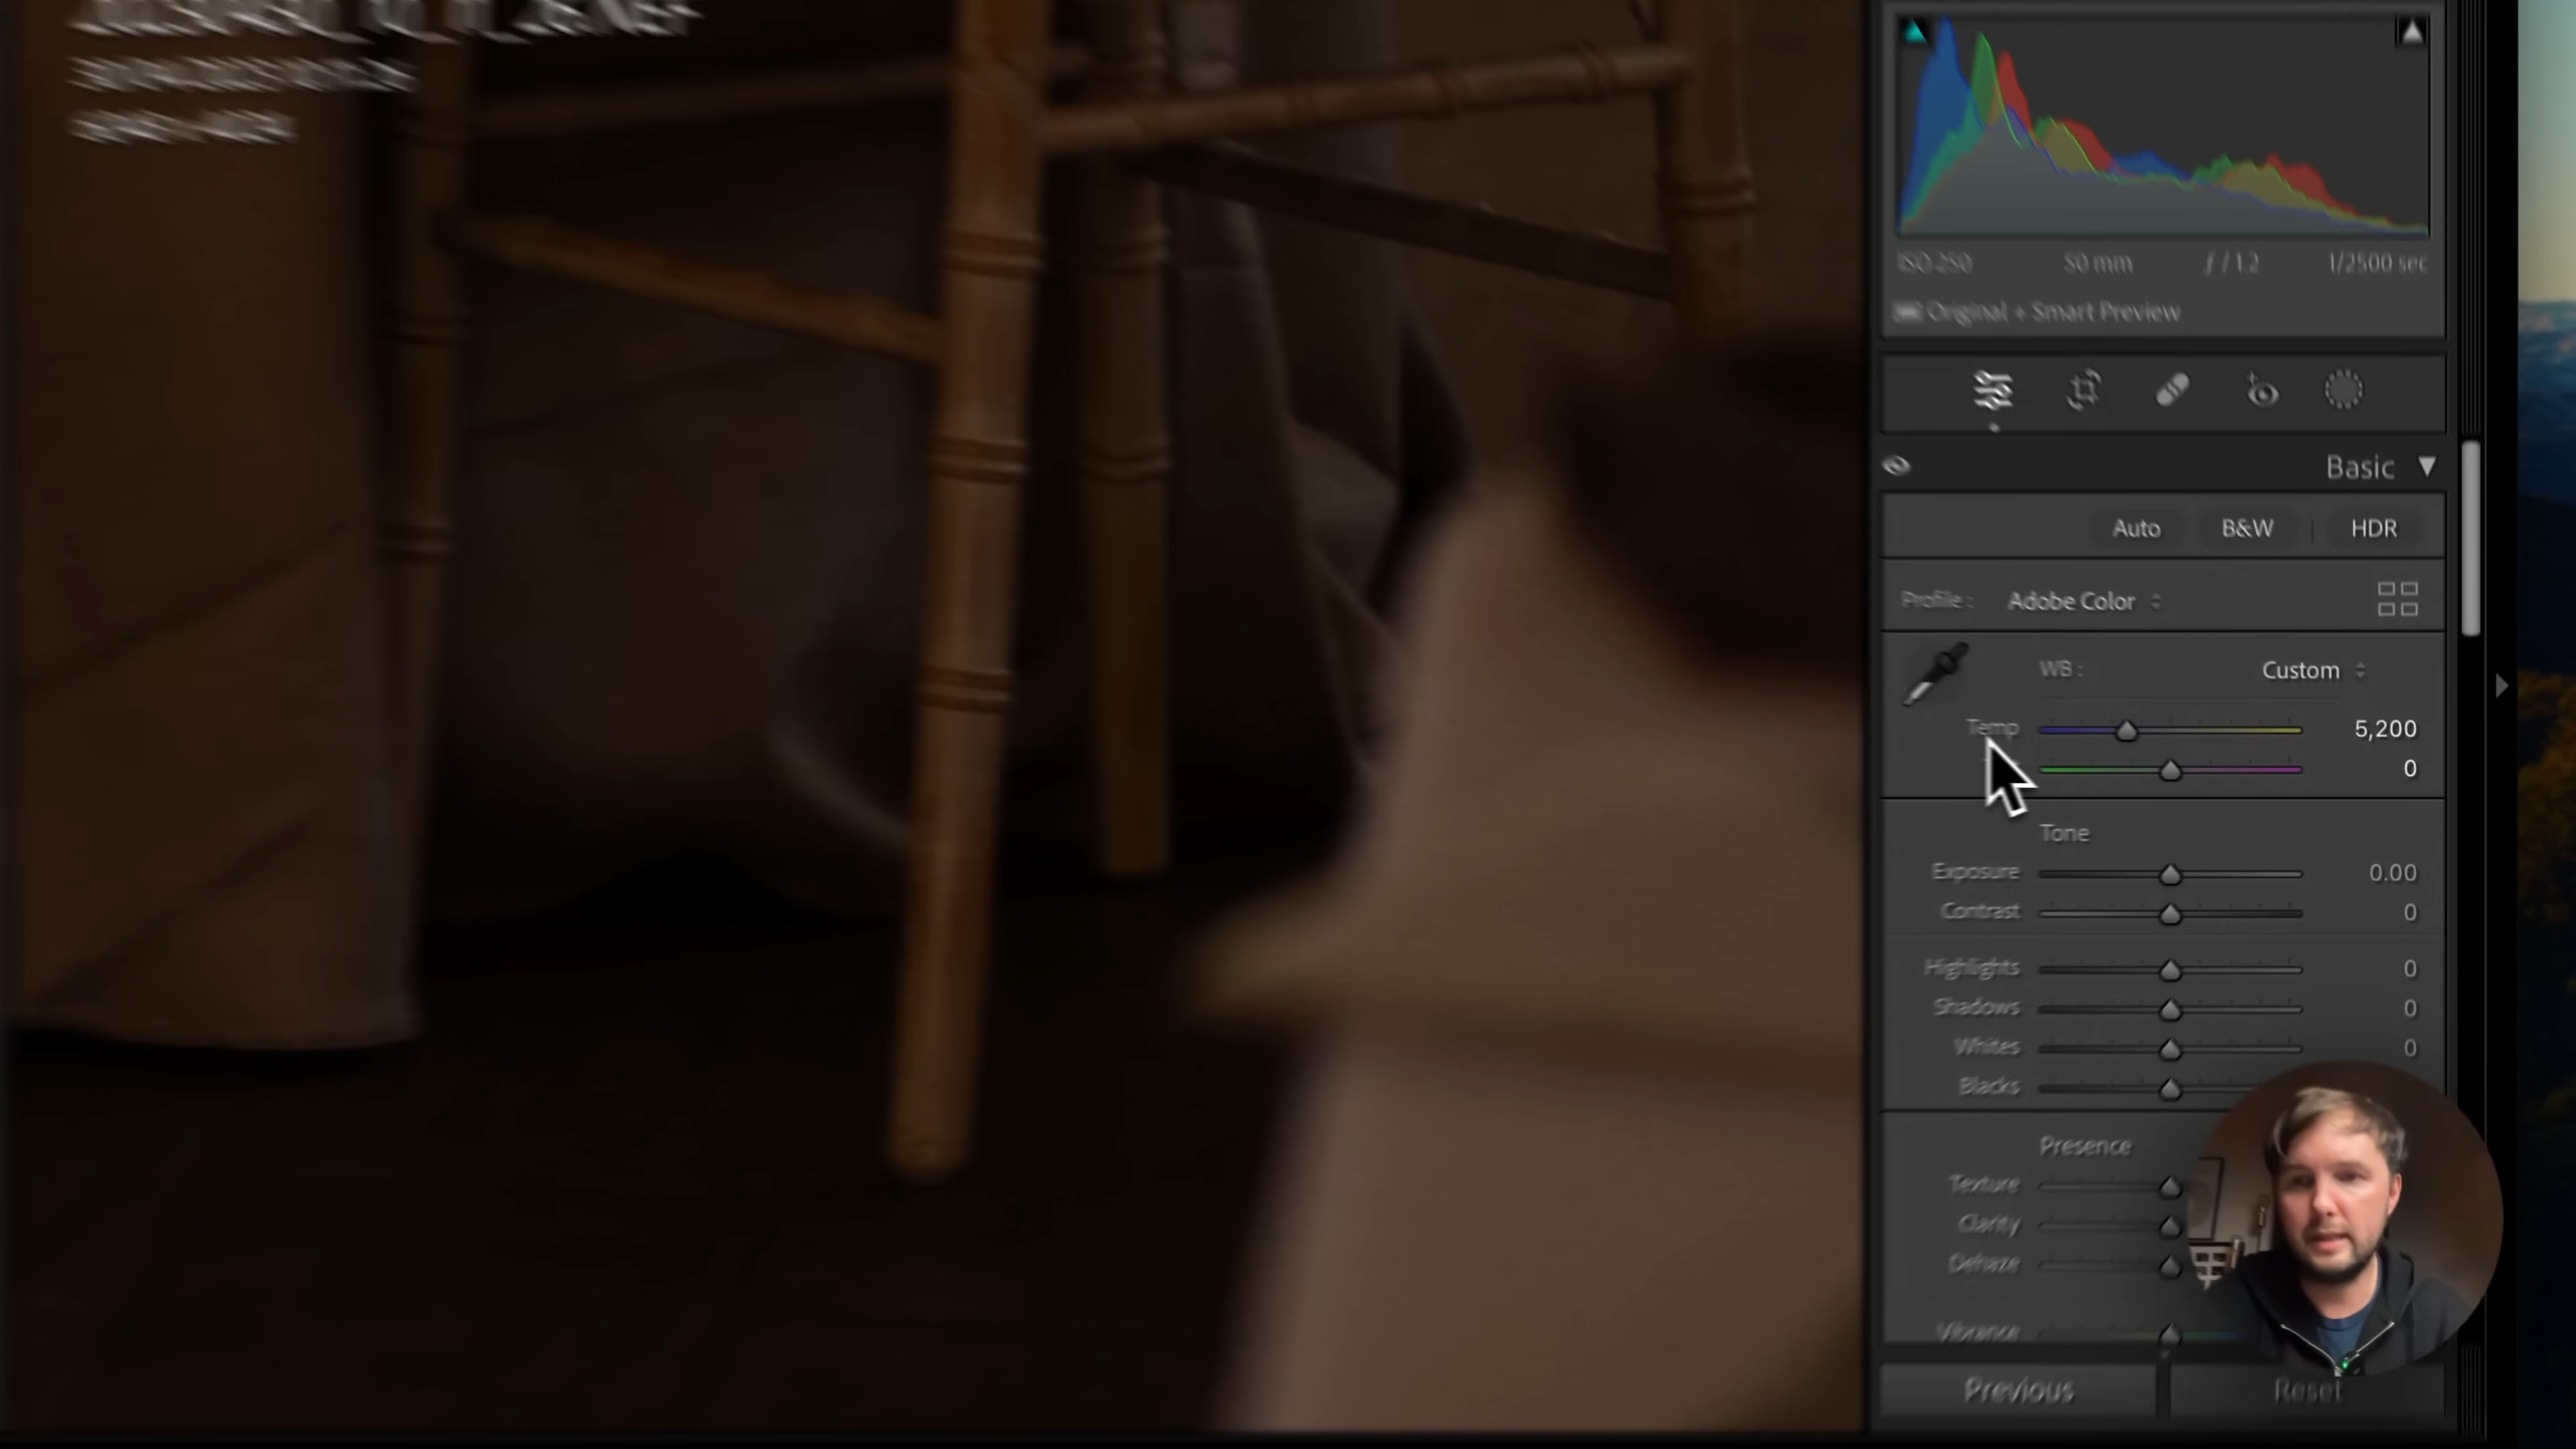 ISO 250 50 mm ƒ / 1.2 1/2500 sec
Original + Smart Preview
Basic
Auto B&W HDR
Profile : Adobe Color
WB : Custom
Temp 5,200
0
Tone
Exposure 0.00
Contrast 0
Highlights 0
Shadows 0
Whites 0
Blacks
Presence
Texture
Clarity
Dehaze
Vibrance
Previous Reset